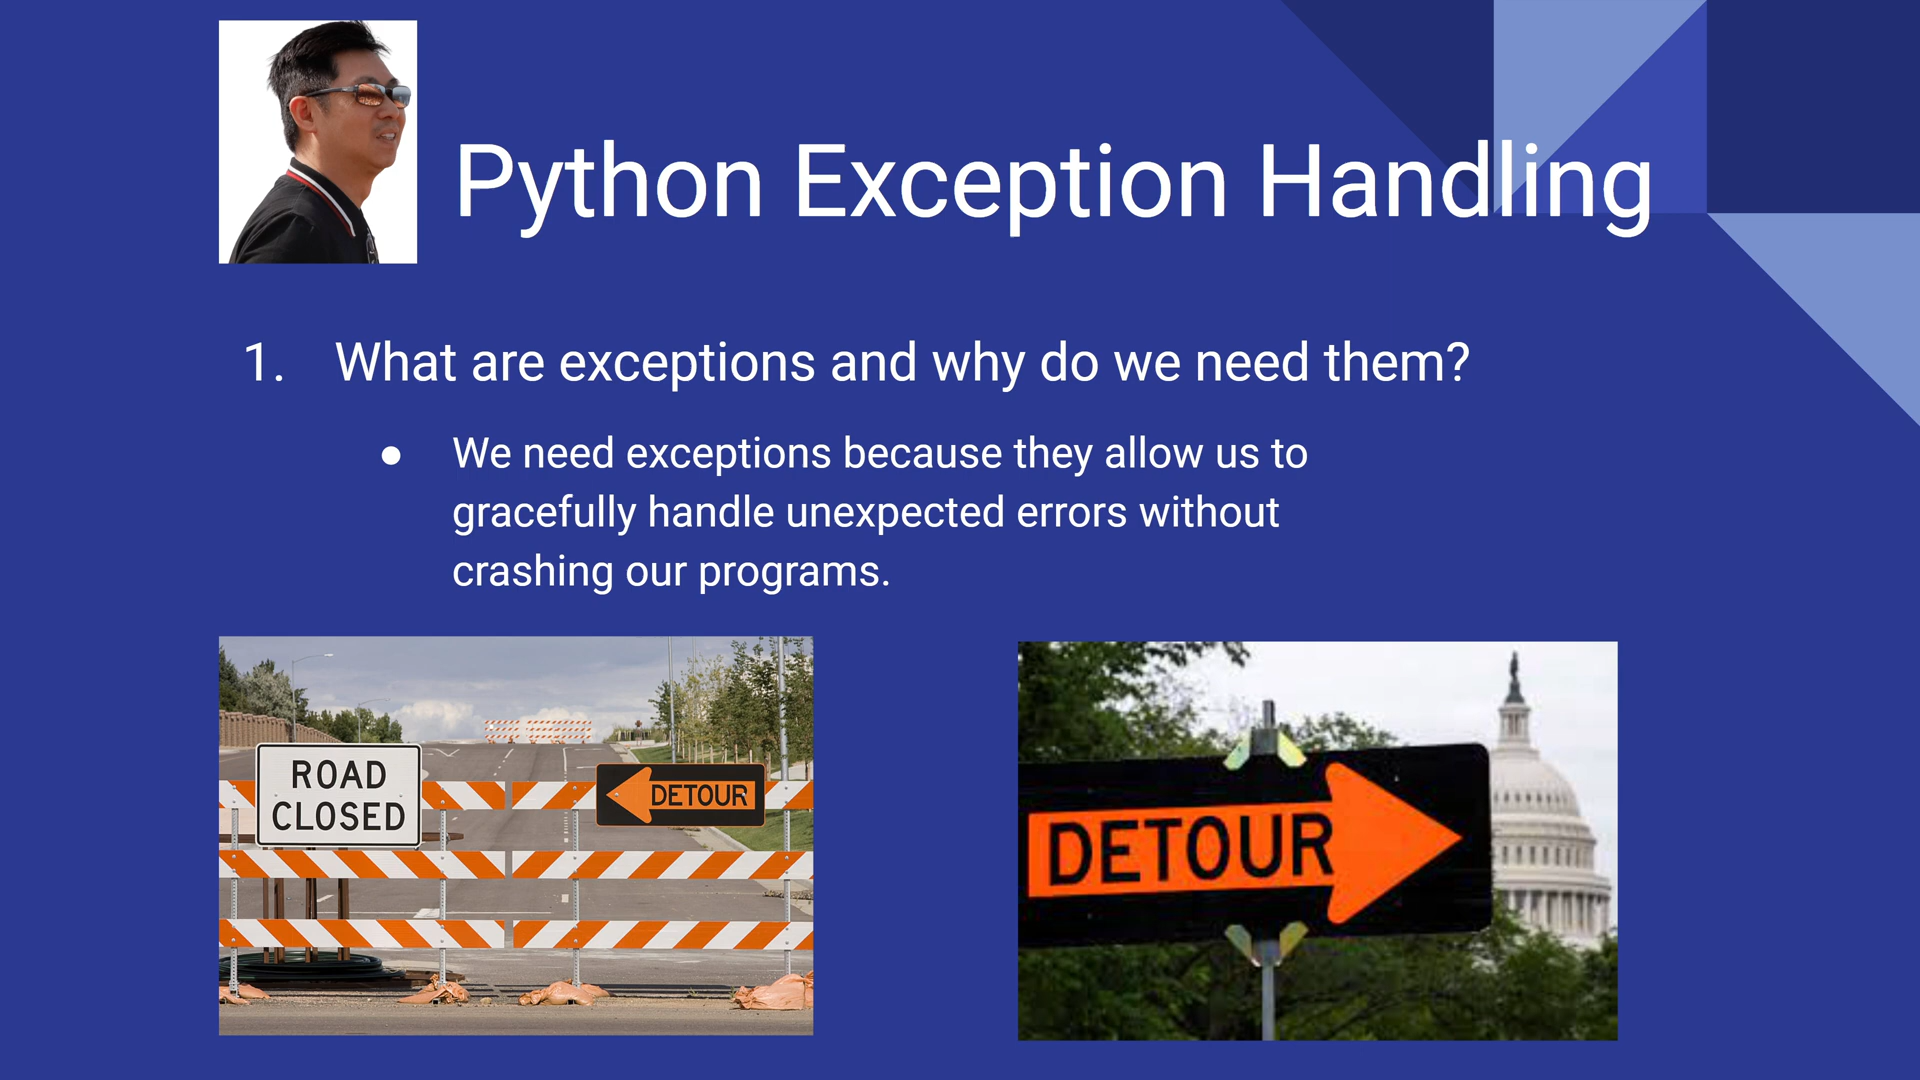 Python Exception Handling
1. What are exceptions and why do we need them?
● We need exceptions because they allow us to
gracefully handle unexpected errors without
crashing our programs.
ROAD
CLOSED
DETOUR
DETOUR